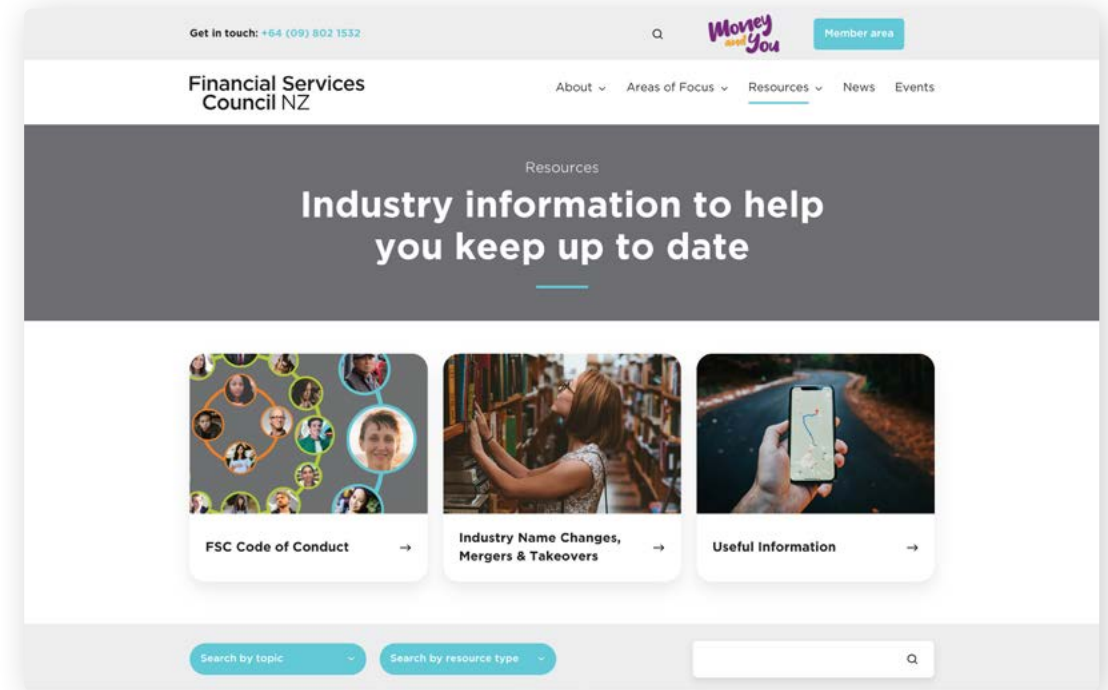 Get in touch: +64 (09) 802 1532
Money
and You
Member area
Financial Services
Council NZ
About
Areas of Focus
Resources
News
Events
Resources
Industry information to help
you keep up to date
FSC Code of Conduct
Industry Name Changes,
Mergers & Takeovers
Useful Information
Search by topic
Search by resource type